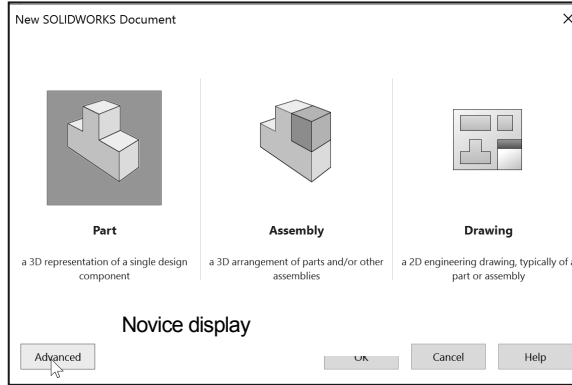 New SOLIDWORKS Document
Part
Assembly
Drawing
a 3D representation of a single design
component
a 3D arrangement of parts and/or other
assemblies
a 2D engineering drawing, typically of a
part or assembly
Novice display
Advanced
OK
Cancel
Help